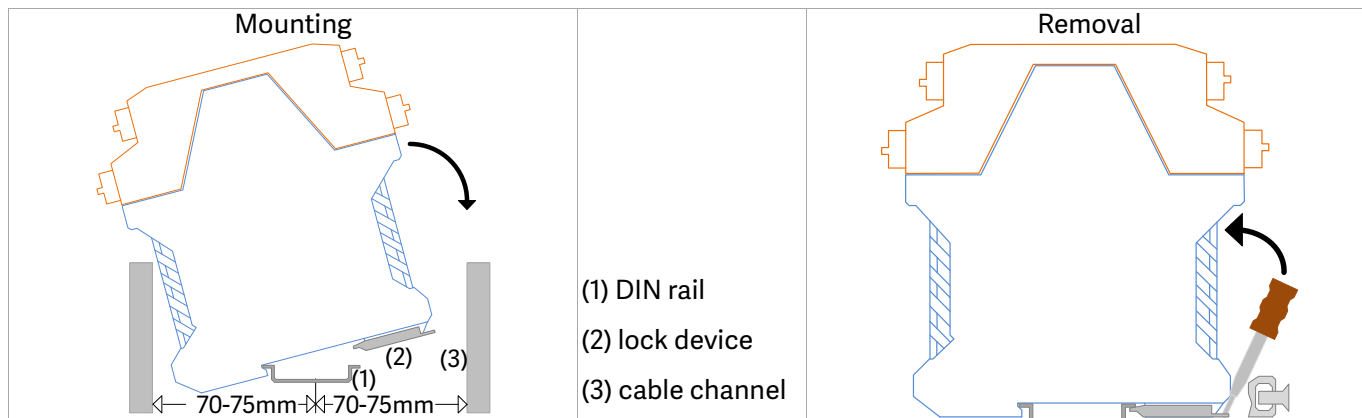 Mounting
(2)
(3)
(1)
70-75mm
70-75mm
(1) DIN rail
(2) lock device
(3) cable channel
Removal